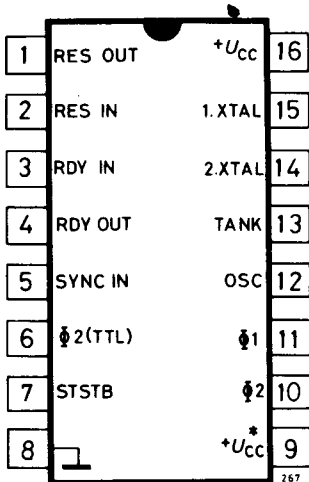 1 RES OUT +UCC 16
2 RES IN 1.XTAL 15
3 RDY IN 2.XTAL 14
4 RDY OUT TANK 13
5 SYNC IN OSC 12
6 Φ2(TTL) Φ1 11
7 STSTB Φ2 10
8 +UCC* 9
267